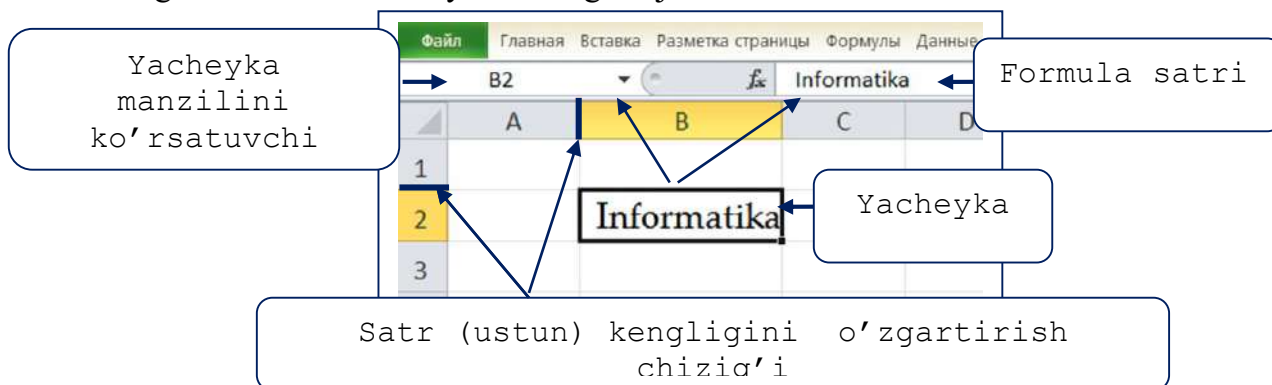 Файл Главная Вставка Разметка страницы Формулы Данные
Yacheyka
manzilini
ko’rsatuvchi
B2 fx Informatika
Formula satri
A B C D
1
2 Informatika
Yacheyka
3
Satr (ustun) kengligini o’zgartirish
chizig’i